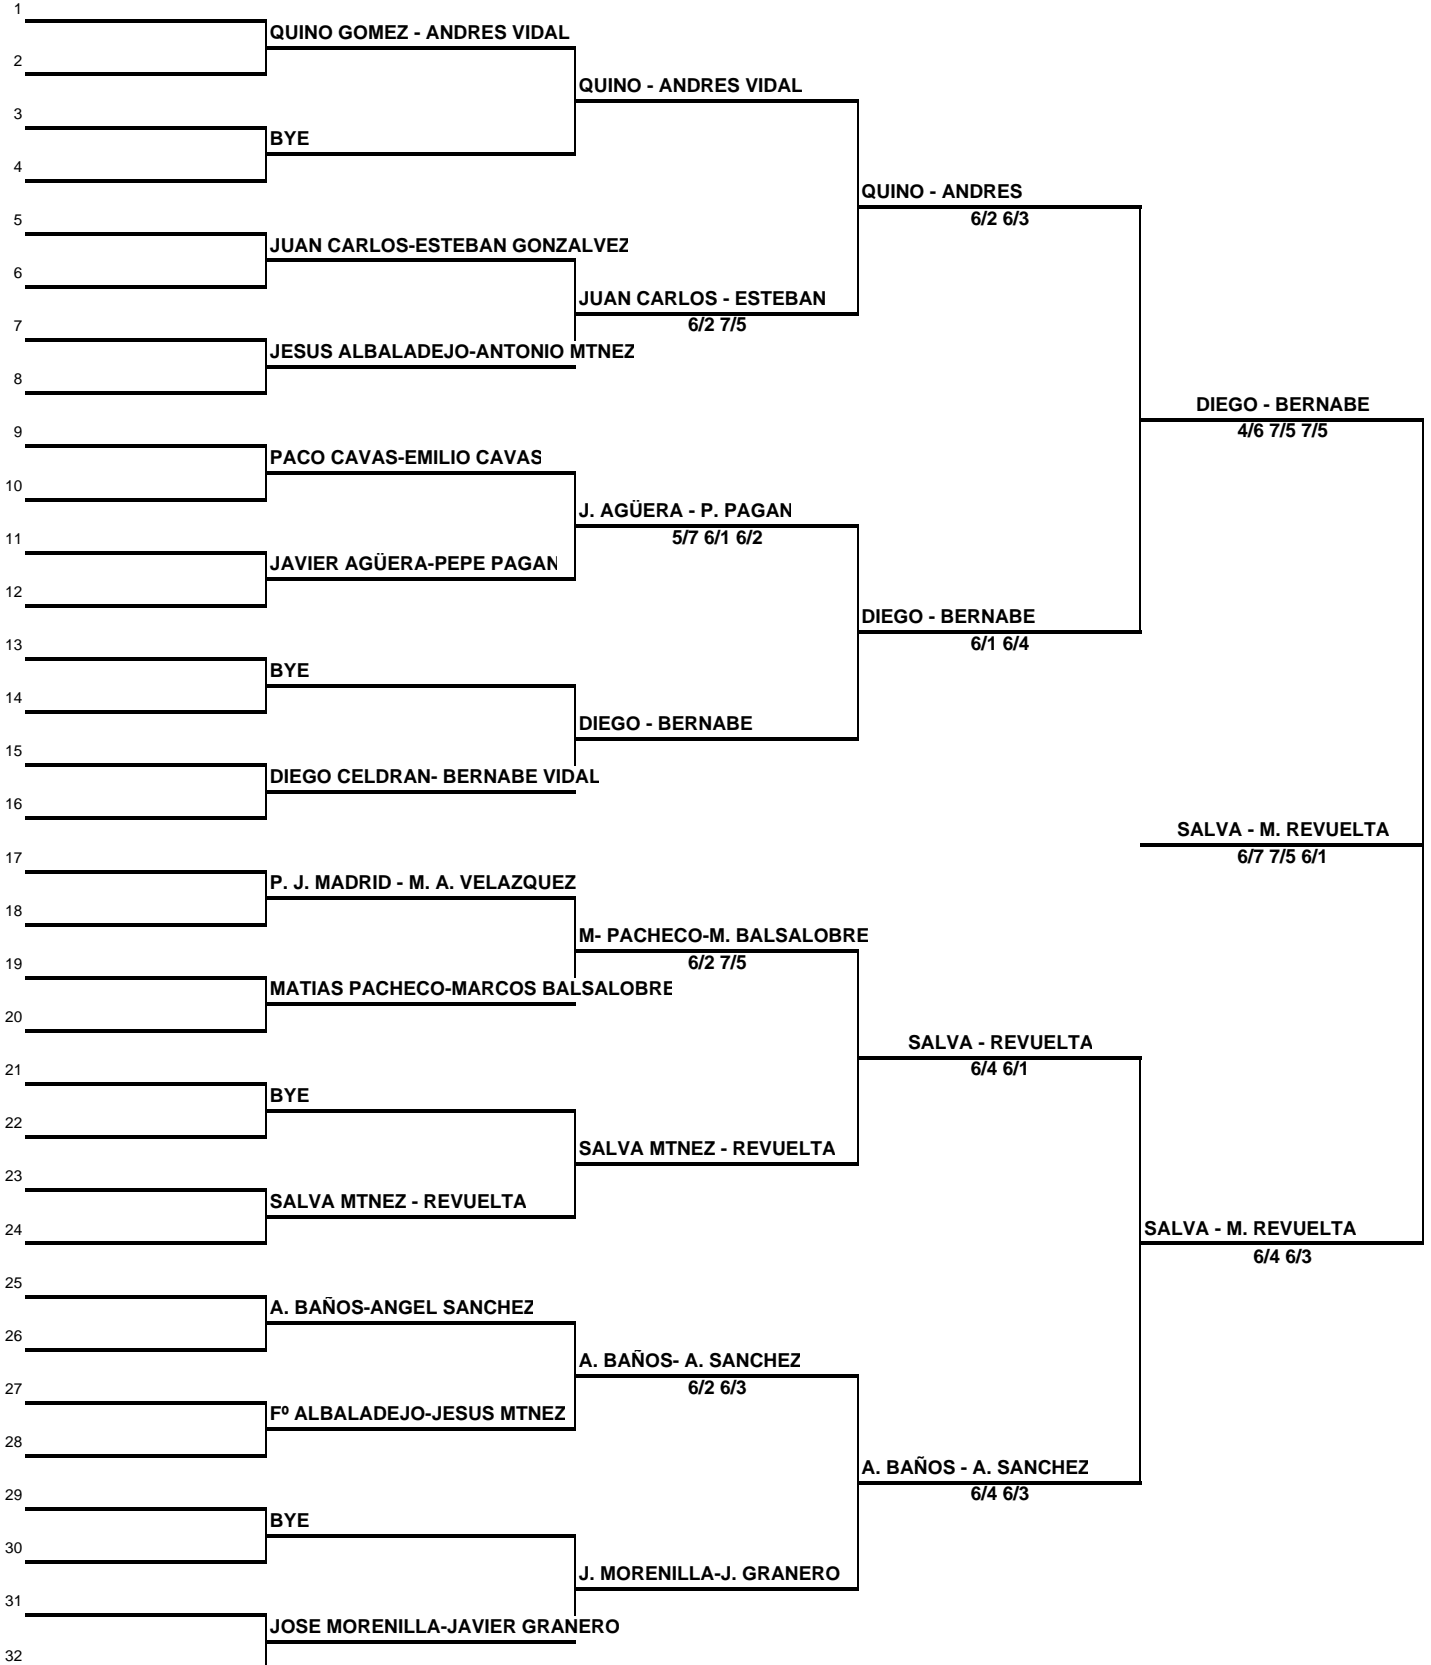 1
QUINO GOMEZ - ANDRES VIDAL
2
QUINO - ANDRES VIDAL
3
BYE
4
QUINO - ANDRES
6/2 6/3
5
JUAN CARLOS-ESTEBAN GONZALVEZ
6
JUAN CARLOS - ESTEBAN
6/2 7/5
7
JESUS ALBALADEJO-ANTONIO MTNEZ
8
DIEGO - BERNABE
4/6 7/5 7/5
9
PACO CAVAS-EMILIO CAVAS
10
J. AGÜERA - P. PAGAN
5/7 6/1 6/2
11
JAVIER AGÜERA-PEPE PAGAN
12
DIEGO - BERNABE
6/1 6/4
13
BYE
14
DIEGO - BERNABE
15
DIEGO CELDRAN- BERNABE VIDAL
16
SALVA - M. REVUELTA
6/7 7/5 6/1
17
P. J. MADRID - M. A. VELAZQUEZ
18
M- PACHECO-M. BALSALOBRE
6/2 7/5
19
MATIAS PACHECO-MARCOS BALSALOBRE
20
SALVA - REVUELTA
6/4 6/1
21
BYE
22
SALVA MTNEZ - REVUELTA
23
SALVA MTNEZ - REVUELTA
24
SALVA - M. REVUELTA
6/4 6/3
25
A. BAÑOS-ANGEL SANCHEZ
26
A. BAÑOS- A. SANCHEZ
6/2 6/3
27
Fº ALBALADEJO-JESUS MTNEZ
28
A. BAÑOS - A. SANCHEZ
6/4 6/3
29
BYE
30
J. MORENILLA-J. GRANERO
31
JOSE MORENILLA-JAVIER GRANERO
32